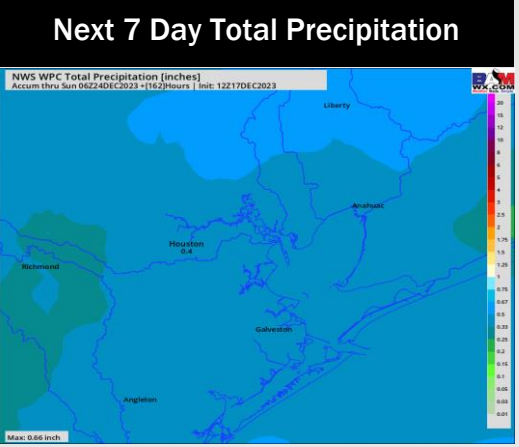 Next 7 Day Total Precipitation
NWS WPC Total Precipitation [inches]
Accum thru Sun 06Z24DEC2023 +[162]Hours | Init: 12Z17DEC2023
BAM
WX.COM
Liberty
Anahuac
Houston
0.4
Richmond
Galveston
Angleton
20
15
12
10
8
6
5
4
3
2.5
2
1.75
1.5
1.25
1
0.75
0.67
0.5
0.33
0.25
0.2
0.15
0.1
0.05
0.03
0.01
Max: 0.66 inch